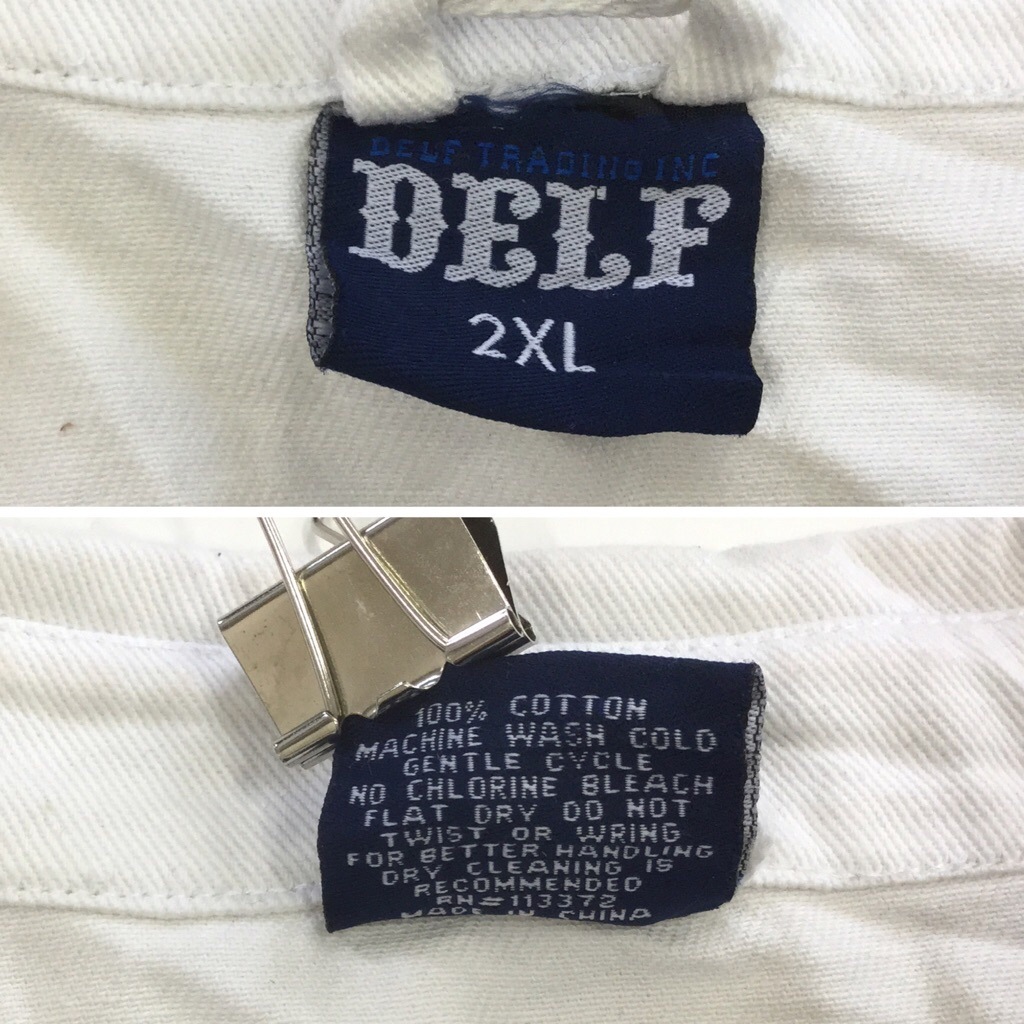 DELF TRADING INC
DELF
2XL
100% COTTON
MACHINE WASH COLD
GENTLE CYCLE
NO CHLORINE BLEACH
FLAT DRY DO NOT
TWIST OR WRING
FOR BETTER HANDLING
DRY CLEANING IS
RECOMMENDED
RN=113372
MADE IN CHINA